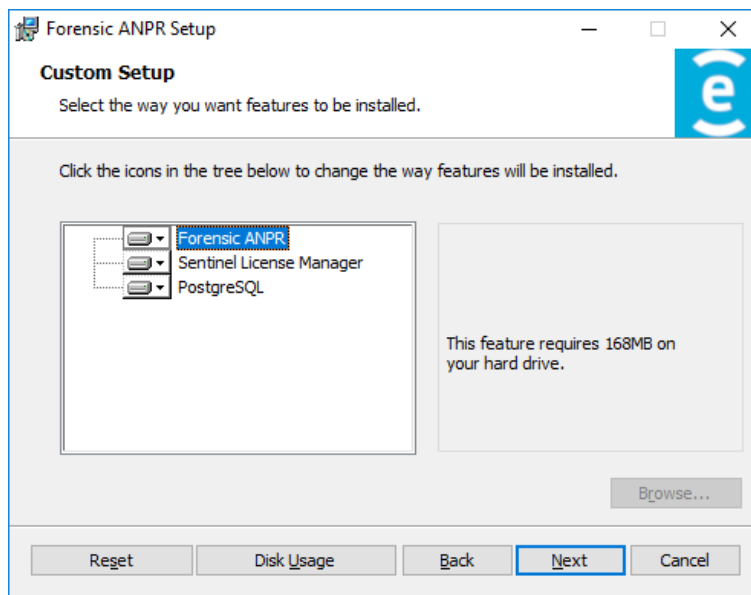 Forensic ANPR Setup
Custom Setup
Select the way you want features to be installed.
e
Click the icons in the tree below to change the way features will be installed.
Forensic ANPR
Sentinel License Manager
PostgreSQL
This feature requires 168MB on
your hard drive.
Browse...
Reset Disk Usage Back Next Cancel